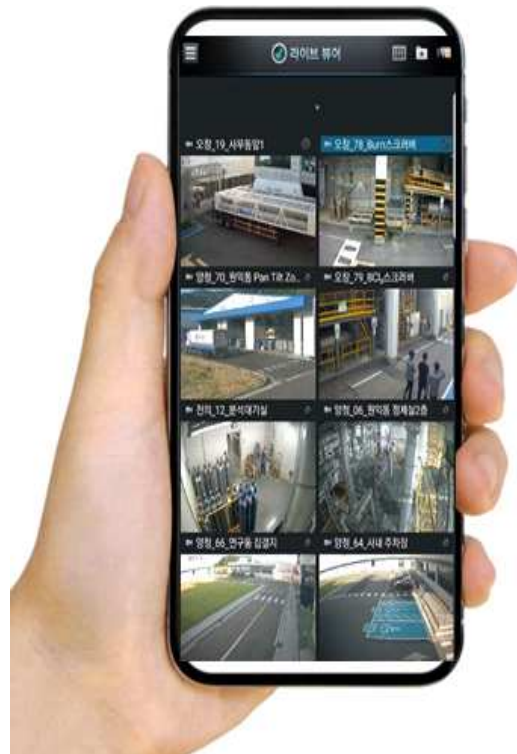 라이브 뷰어
오창_19_사무동앞1
오창_78_Burn스크러버
양청_70_원익동 Pan Tilt Zo..
오창_79_BCl₃스크러버
전의_12_분석대기실
양청_06_원익동 정제실2층
양청_66_연구동 집결지
양청_64_사내 주차장